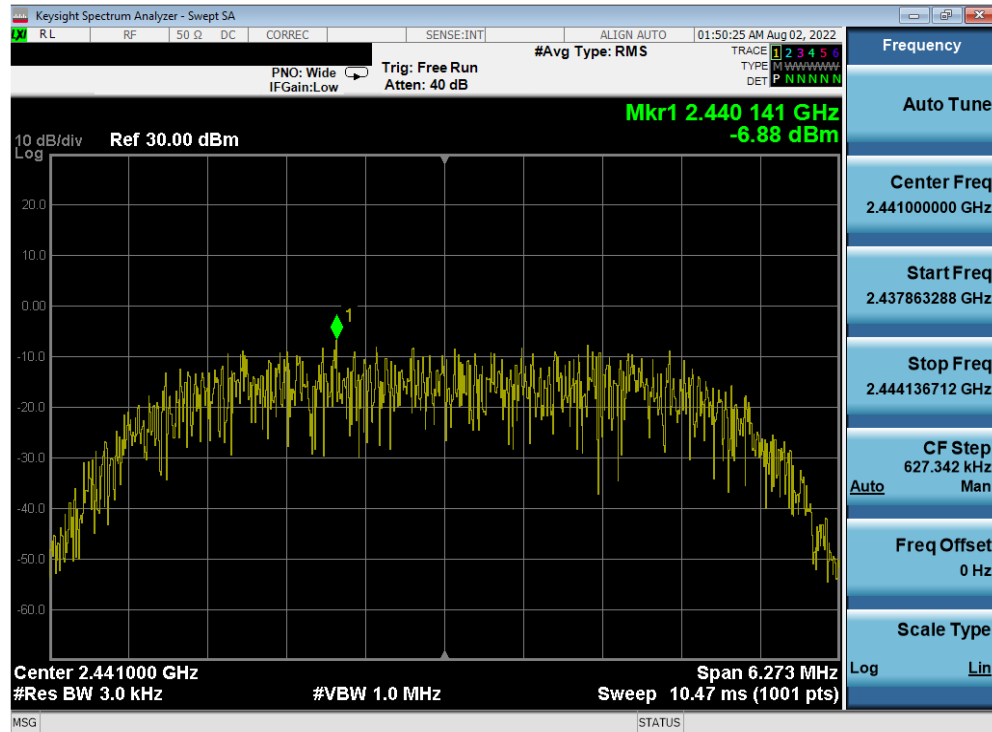 Keysight Spectrum Analyzer - Swept SA
LXI RL RF 50 Ω DC CORREC SENSE:INT ALIGN AUTO 01:50:25 AM Aug 02, 2022
PNO: Wide
IFGain:Low
Trig: Free Run
Atten: 40 dB
#Avg Type: RMS
TRACE 1 2 3 4 5 6
TYPE M WWWWW
DET P N N N N N
Mkr1 2.440 141 GHz
-6.88 dBm
10 dB/div Ref 30.00 dBm
Log
20.0
10.0
0.00
1
-10.0
-20.0
-30.0
-40.0
-50.0
-60.0
Center 2.441000 GHz Span 6.273 MHz
#Res BW 3.0 kHz #VBW 1.0 MHz Sweep 10.47 ms (1001 pts)
MSG STATUS
Frequency
Auto Tune
Center Freq
2.441000000 GHz
Start Freq
2.437863288 GHz
Stop Freq
2.444136712 GHz
CF Step
627.342 kHz
Auto Man
Freq Offset
0 Hz
Scale Type
Log Lin